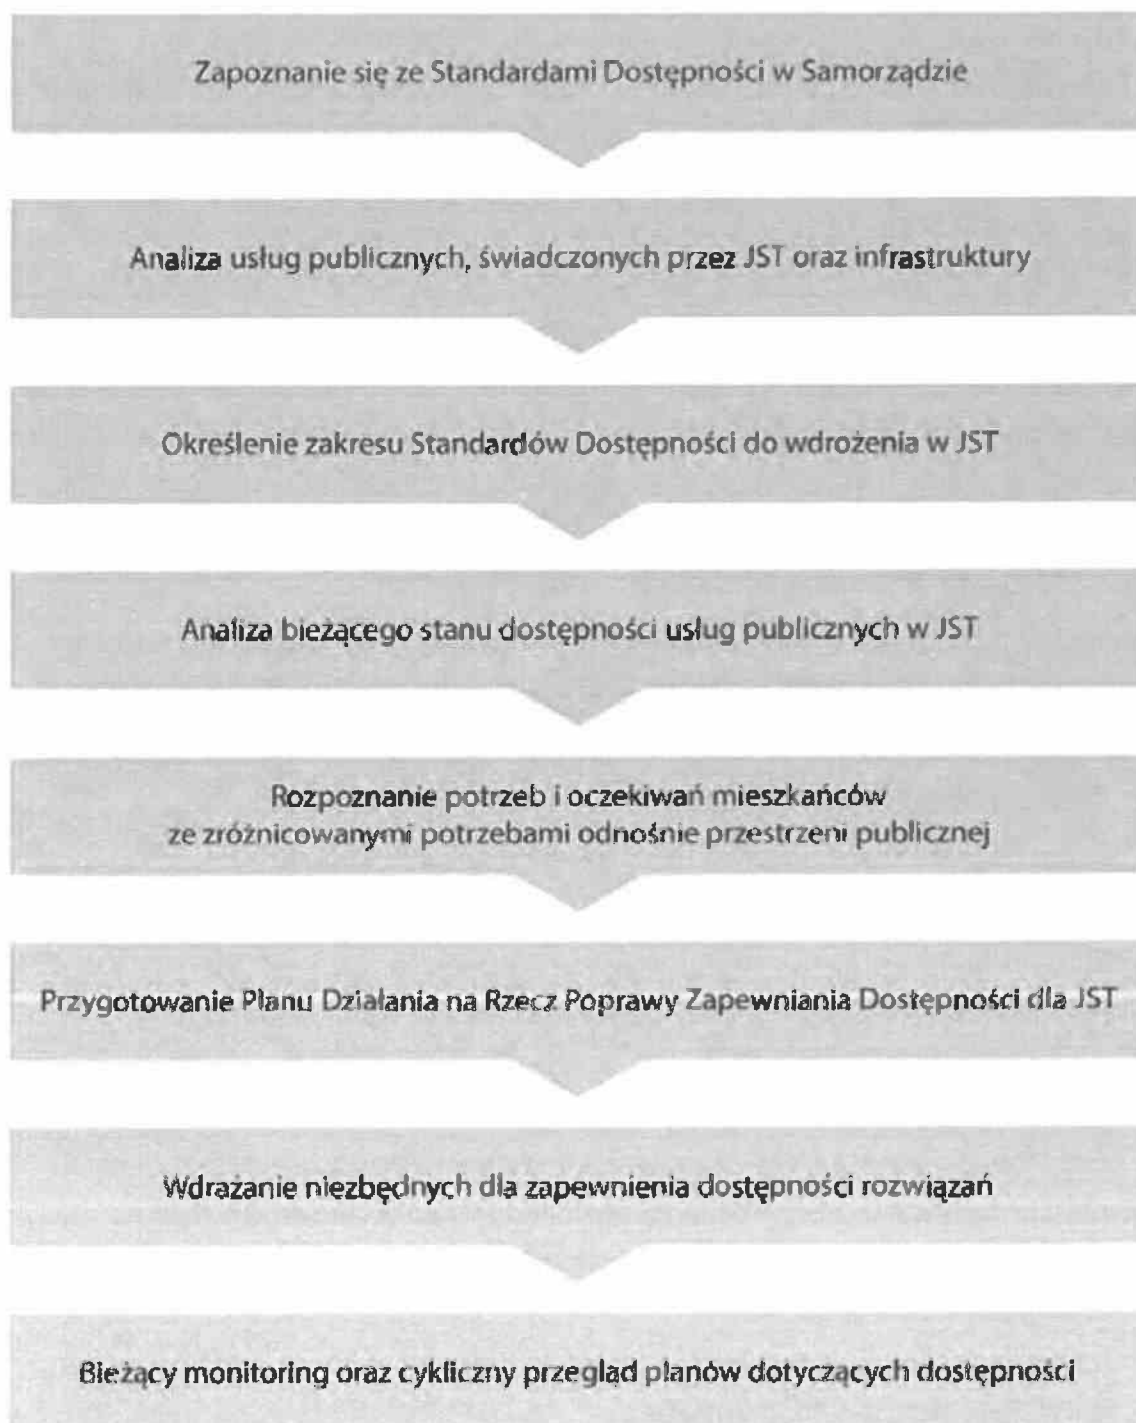 Zapoznanie się ze Standardami Dostępności w Samorządzie
Analiza usług publicznych, świadczonych przez JST oraz infrastruktury
Określenie zakresu Standardów Dostępności do wdrożenia w JST
Analiza bieżącego stanu dostępności usług publicznych w JST
Rozpoznanie potrzeb i oczekiwań mieszkańców
ze zróżnicowanymi potrzebami odnośnie przestrzeni publicznej
Przygotowanie Planu Działania na Rzecz Poprawy Zapewniania Dostępności dla JST
Wdrażanie niezbędnych dla zapewnienia dostępności rozwiązań
Bieżący monitoring oraz cykliczny przegląd planów dotyczących dostępności